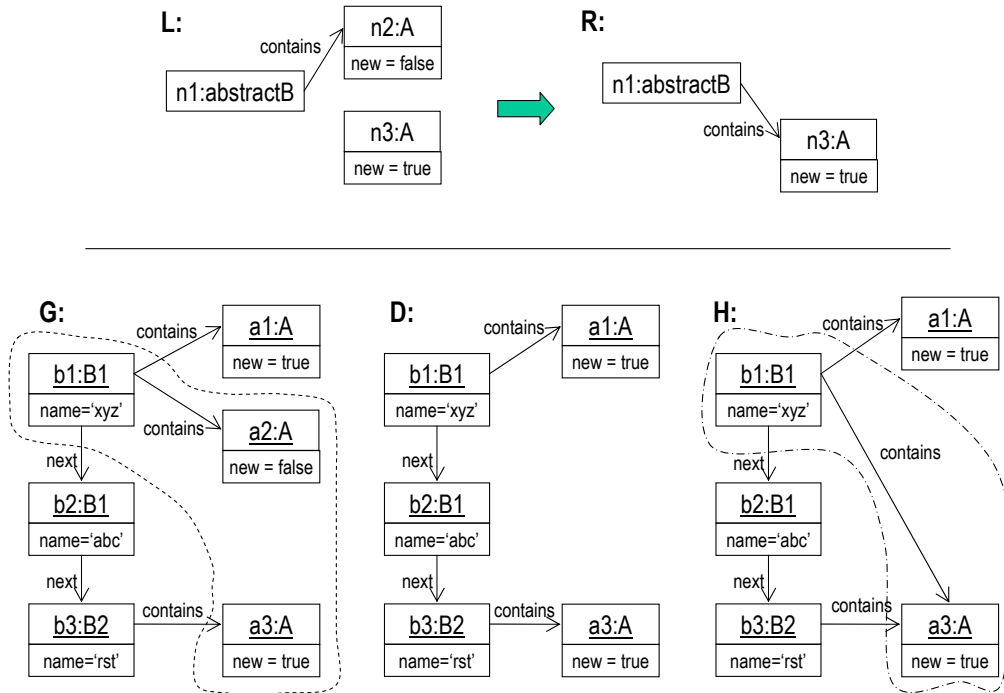 L:
R:
n2:A
new = false
contains
n1:abstractB
n3:A
new = true
n1:abstractB
contains
n3:A
new = true
G:
D:
H:
contains
a1:A
new = true
b1:B1
name=‘xyz’
contains
a2:A
new = false
next
b2:B1
name=‘abc’
next
b3:B2
name=‘rst’
contains
a3:A
new = true
contains
a1:A
new = true
b1:B1
name=‘xyz’
next
b2:B1
name=‘abc’
next
b3:B2
name=‘rst’
contains
a3:A
new = true
contains
a1:A
new = true
b1:B1
name=‘xyz’
contains
next
b2:B1
name=‘abc’
next
b3:B2
name=‘rst’
contains
a3:A
new = true